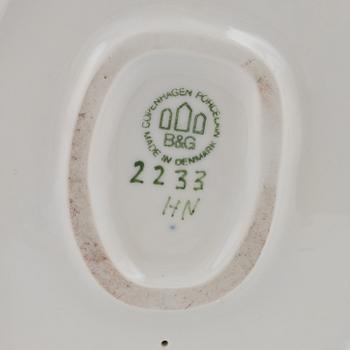 COPENHAGEN PORCELAIN
B&G
MADE IN DENMARK
2233
HN